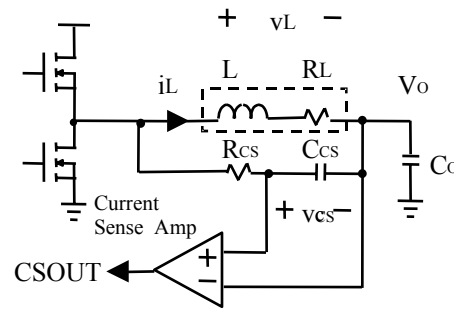 + vL −
iL L RL VO
RCS CCS CO
Current
Sense Amp
+ vcs −
CSOUT
+
−